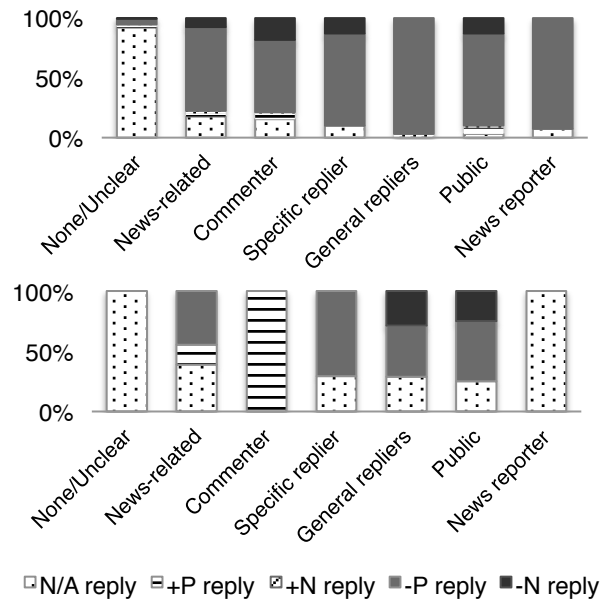 100%
50%
0%
None/Unclear
News-related
Commenter
Specific replier
General repliers
Public
News reporter
100%
50%
0%
None/Unclear
News-related
Commenter
Specific replier
General repliers
Public
News reporter
N/A reply +P reply +N reply -P reply -N reply